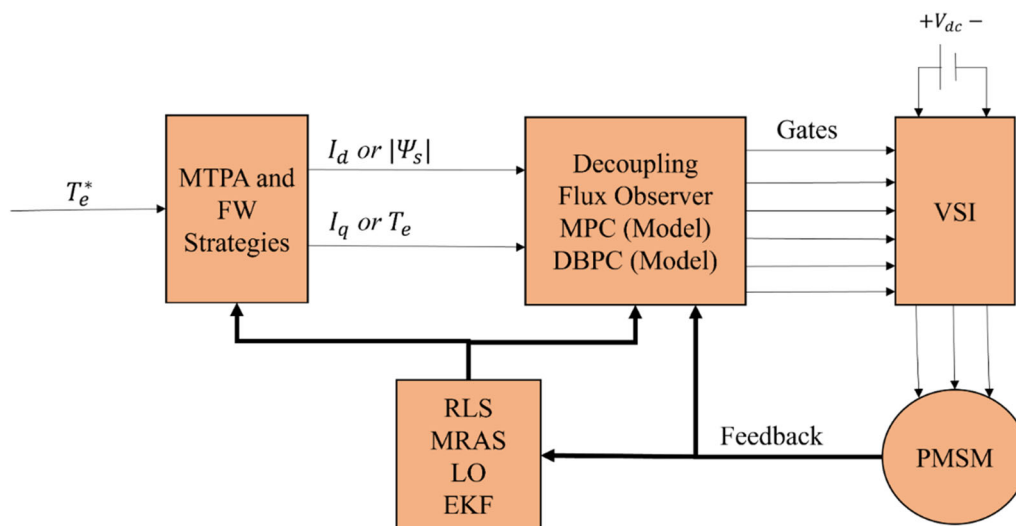 +V_dc −
T_e^*
MTPA and
FW
Strategies
I_d or |Ψ_s|
I_q or T_e
Decoupling
Flux Observer
MPC (Model)
DBPC (Model)
Gates
VSI
RLS
MRAS
LO
EKF
Feedback
PMSM